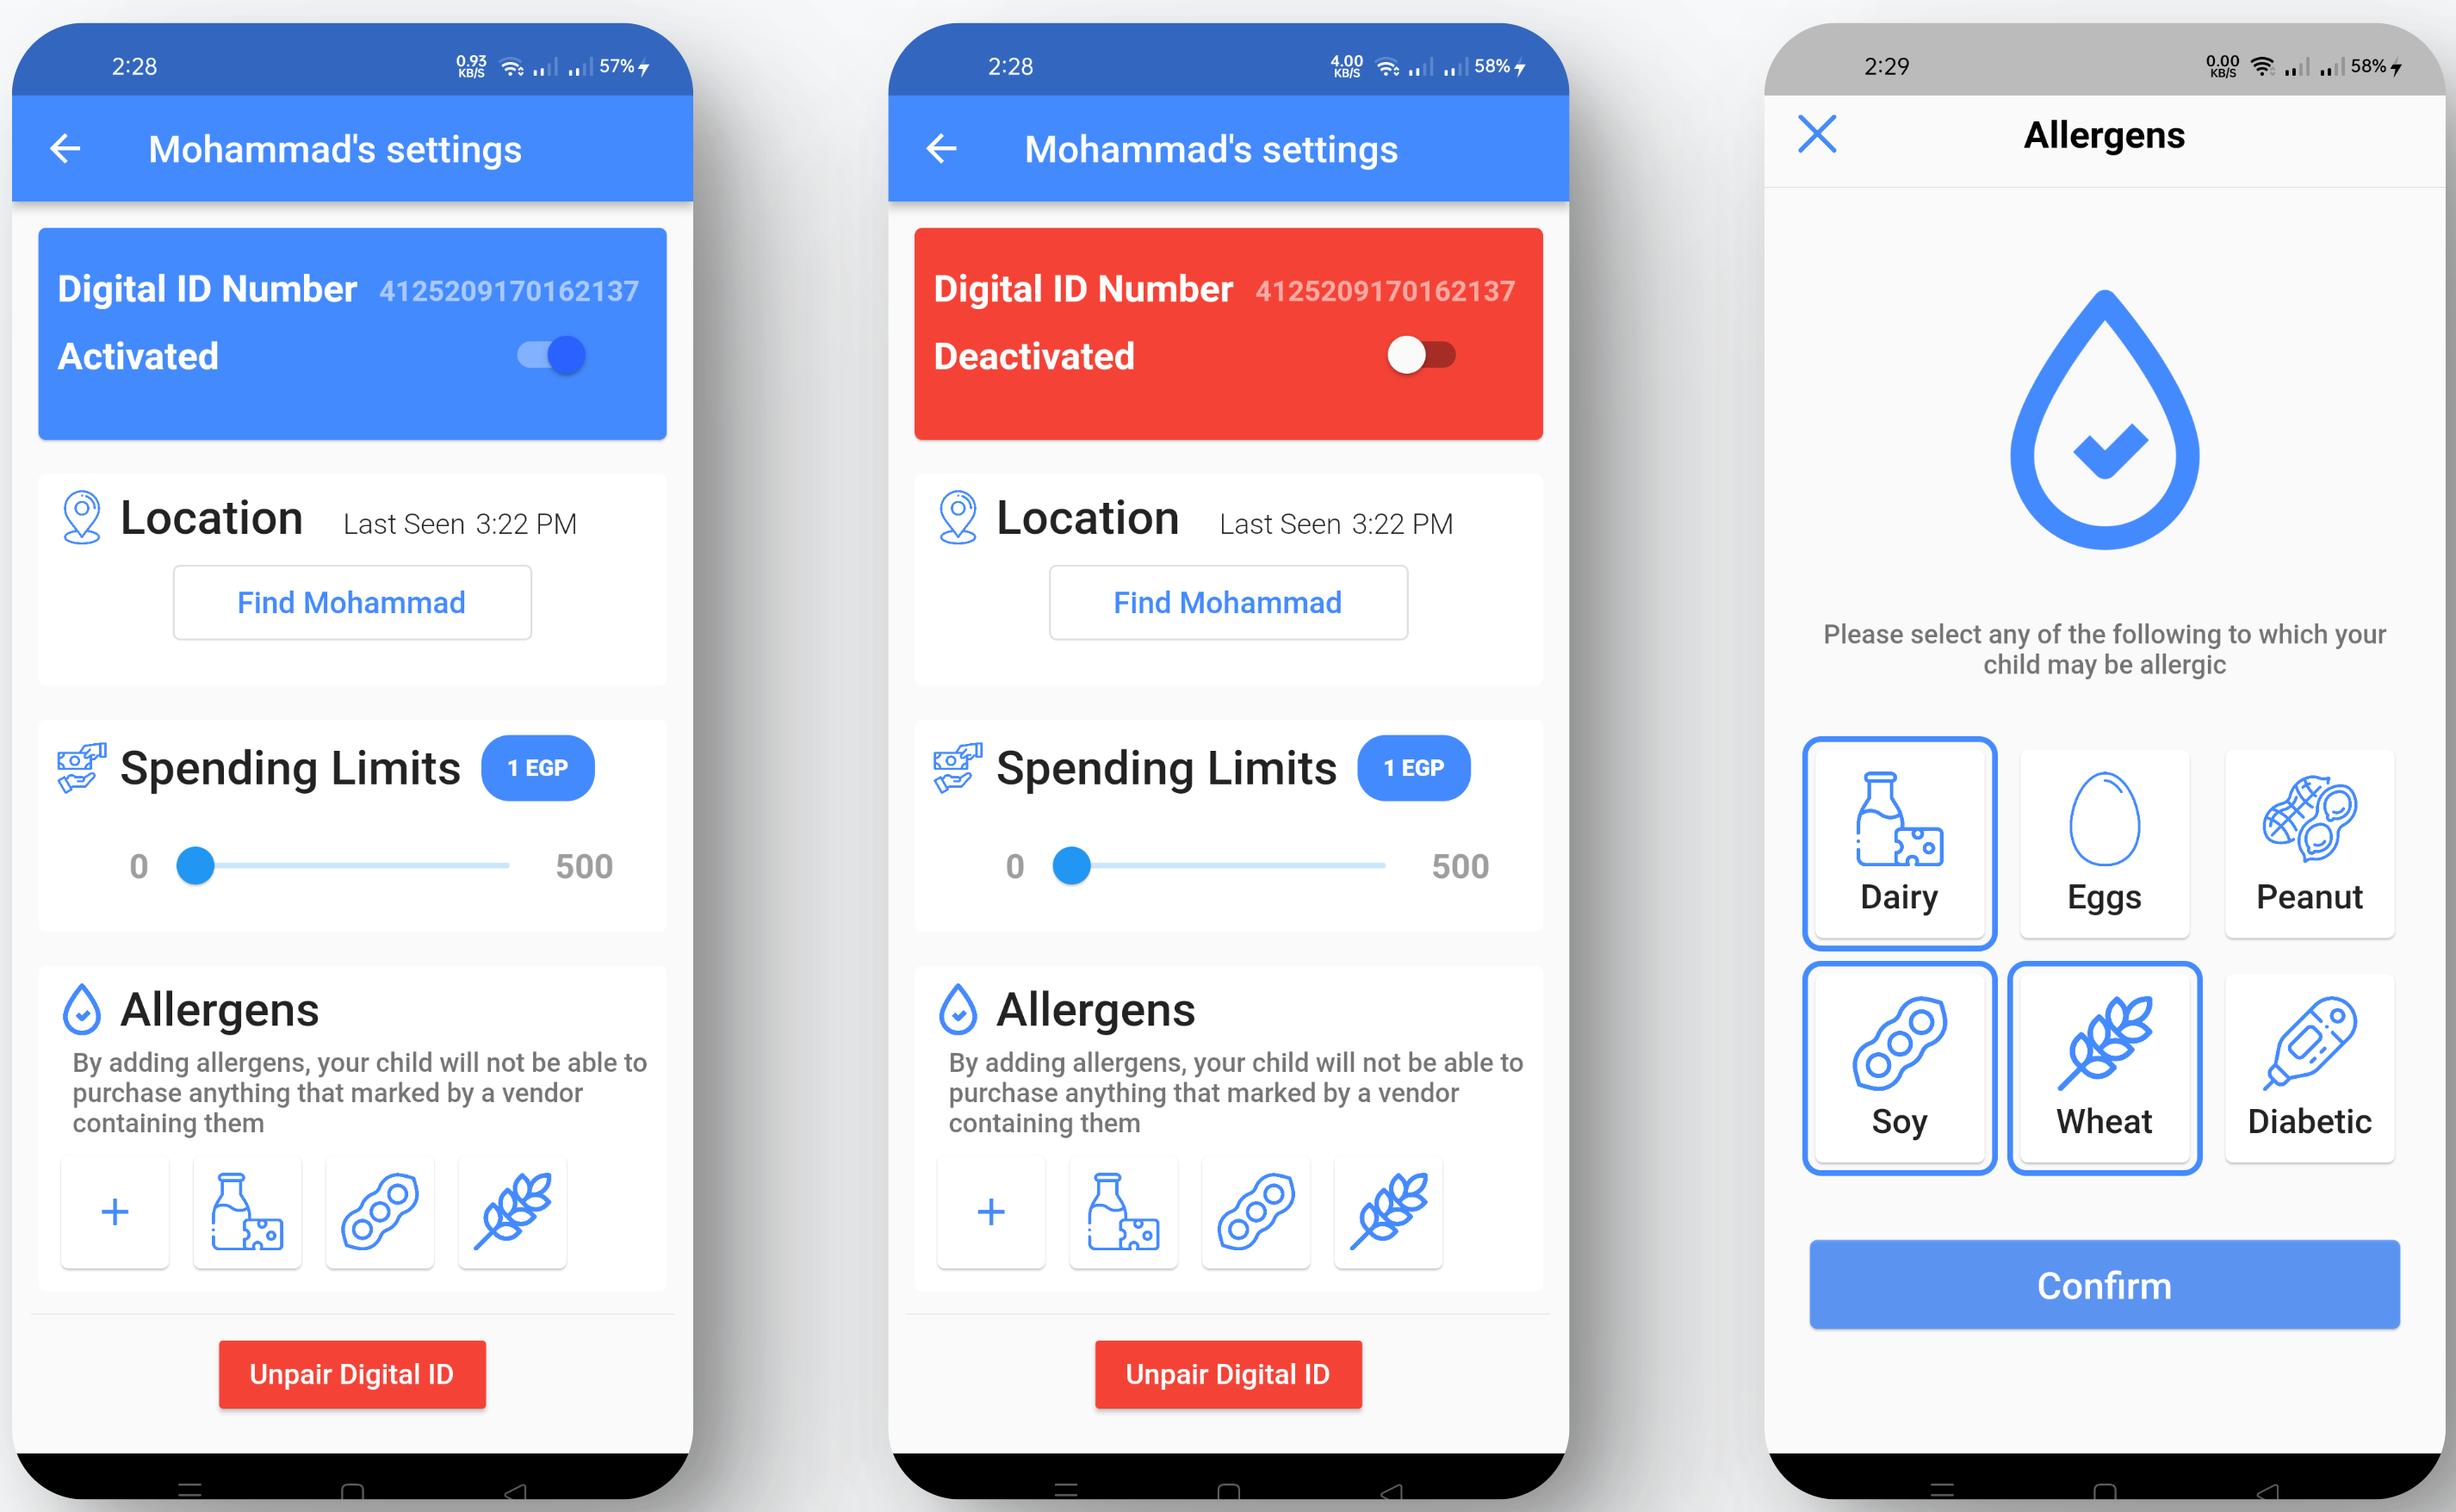 2:28
0.93 KB/S
57%
Mohammad's settings
Digital ID Number 4125209170162137
Activated
Location Last Seen 3:22 PM
Find Mohammad
Spending Limits 1 EGP
0 500
Allergens
By adding allergens, your child will not be able to
purchase anything that marked by a vendor
containing them
+
Unpair Digital ID
2:28
4.00 KB/S
58%
Mohammad's settings
Digital ID Number 4125209170162137
Deactivated
Location Last Seen 3:22 PM
Find Mohammad
Spending Limits 1 EGP
0 500
Allergens
By adding allergens, your child will not be able to
purchase anything that marked by a vendor
containing them
+
Unpair Digital ID
2:29
0.00 KB/S
58%
Allergens
Please select any of the following to which your
child may be allergic
Dairy Eggs Peanut
Soy Wheat Diabetic
Confirm